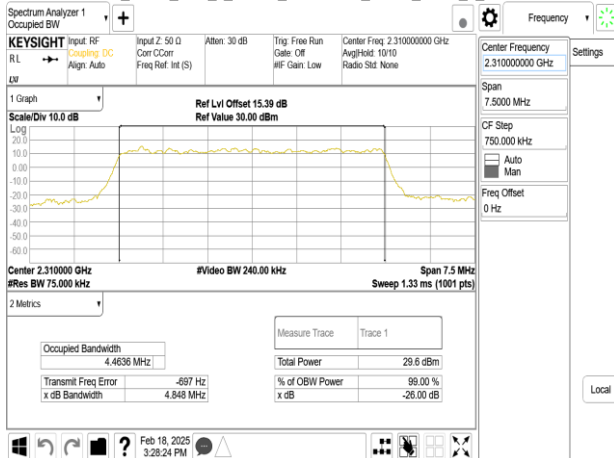 Spectrum Analyzer 1
Occupied BW
Frequency
KEYSIGHT
Input: RF
Input Z: 50 Ω
Atten: 30 dB
Trig: Free Run
Center Freq: 2.310000000 GHz
RL
Coupling: DC
Corr CCorr
Gate: Off
Avg|Hold: 10/10
Align: Auto
Freq Ref: Int (S)
#IF Gain: Low
Radio Std: None
LXI
Center Frequency
2.310000000 GHz
Settings
Span
7.5000 MHz
CF Step
750.000 kHz
Auto
Man
Freq Offset
0 Hz
Local
1 Graph
Ref Lvl Offset 15.39 dB
Scale/Div 10.0 dB
Ref Value 30.00 dBm
Log
20.0
10.0
0.00
-10.0
-20.0
-30.0
-40.0
-50.0
-60.0
Center 2.310000 GHz
#Video BW 240.00 kHz
Span 7.5 MHz
#Res BW 75.000 kHz
Sweep 1.33 ms (1001 pts)
2 Metrics
Measure Trace
Trace 1
Occupied Bandwidth
4.4636 MHz
Total Power
29.6 dBm
Transmit Freq Error
-697 Hz
% of OBW Power
99.00 %
x dB Bandwidth
4.848 MHz
x dB
-26.00 dB
?
Feb 18, 2025
3:28:24 PM